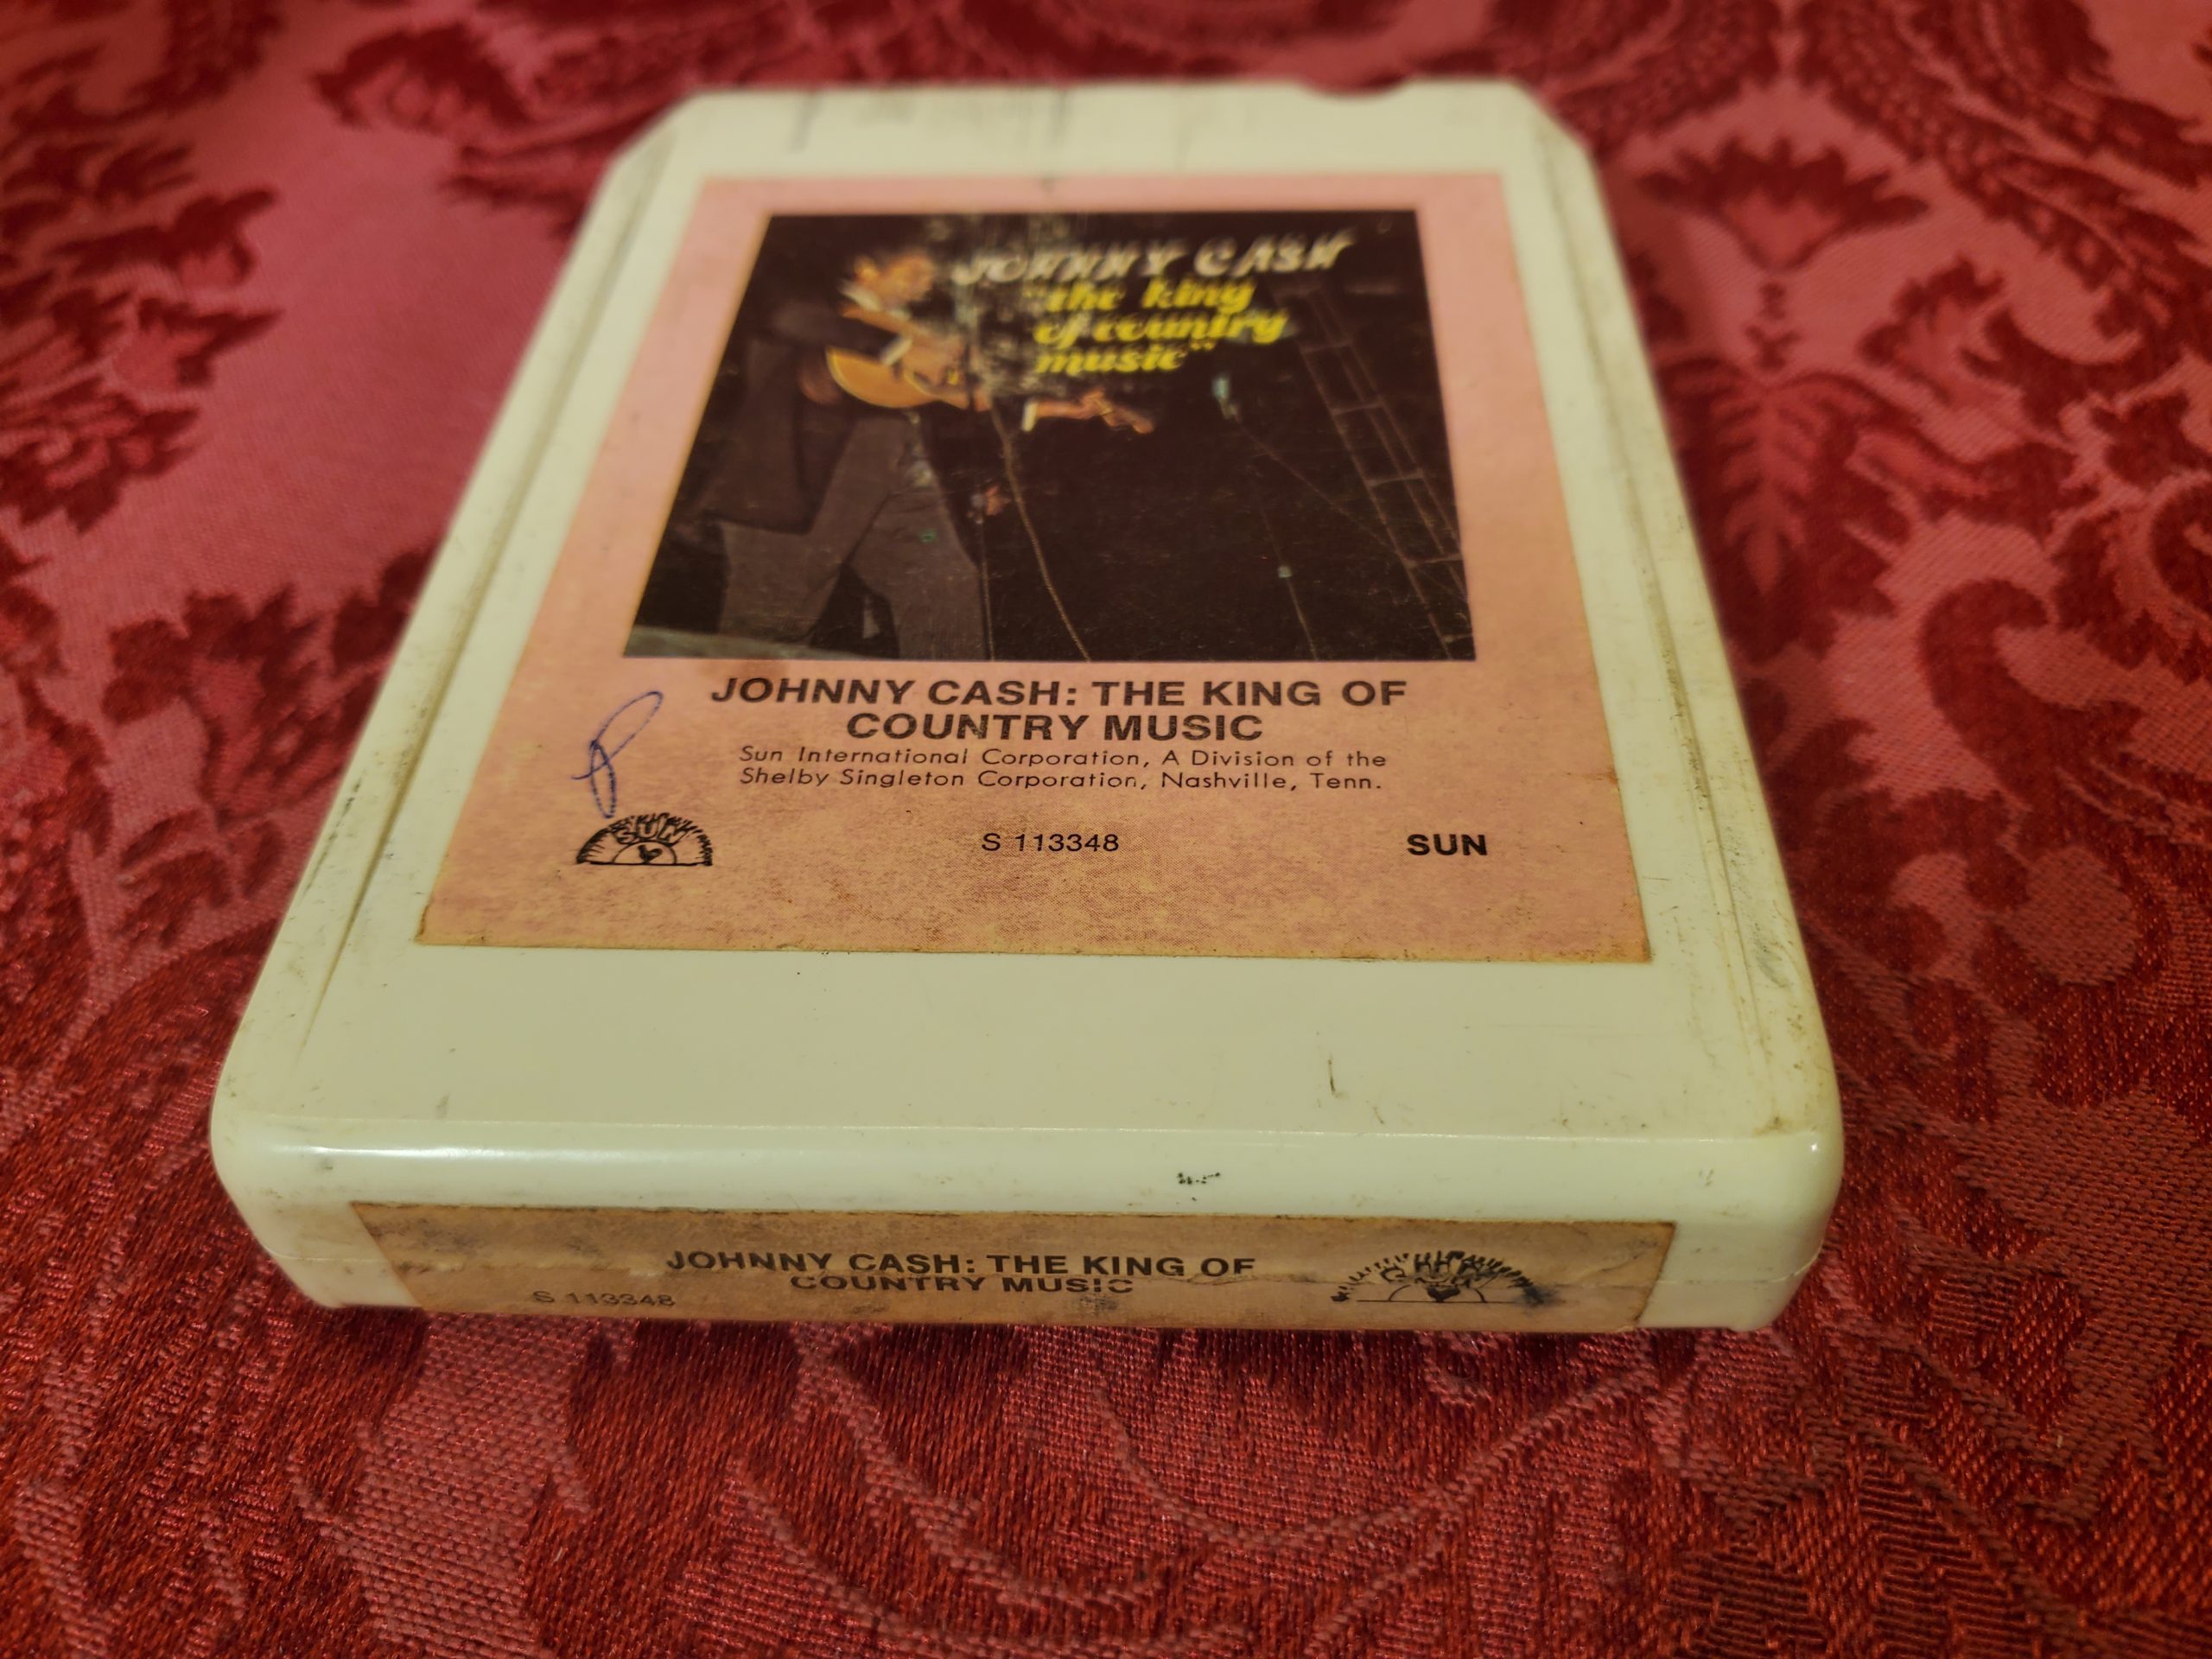 JOHNNY CASH
"the king
of country
music"
JOHNNY CASH: THE KING OF
COUNTRY MUSIC
Sun International Corporation, A Division of the
Shelby Singleton Corporation, Nashville, Tenn.
SUN
S 113348
SUN
JOHNNY CASH: THE KING OF
COUNTRY MUSIC
S 113348